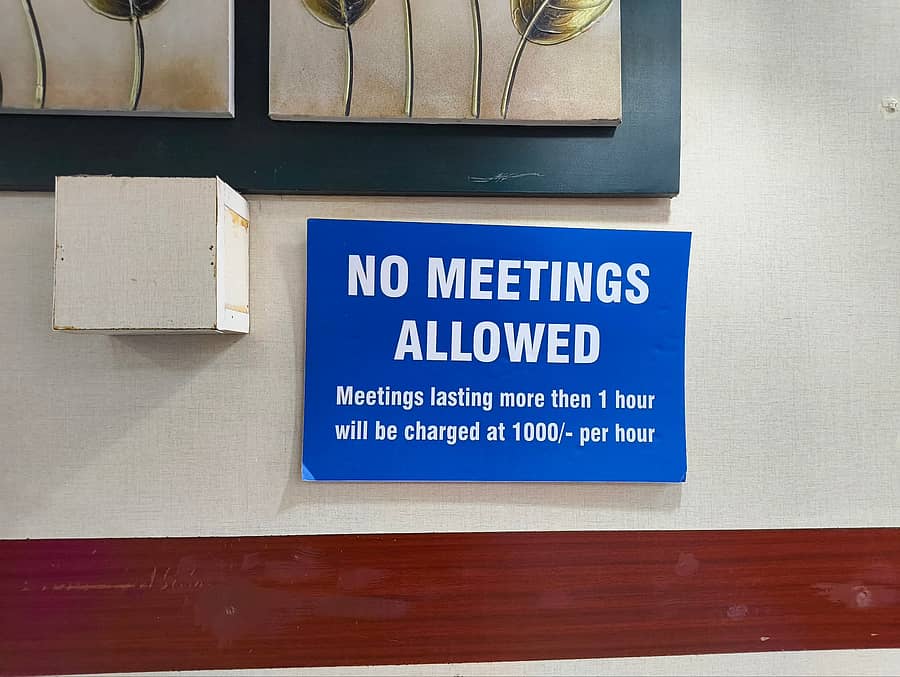 NO MEETINGS
ALLOWED
Meetings lasting more then 1 hour
will be charged at 1000/- per hour